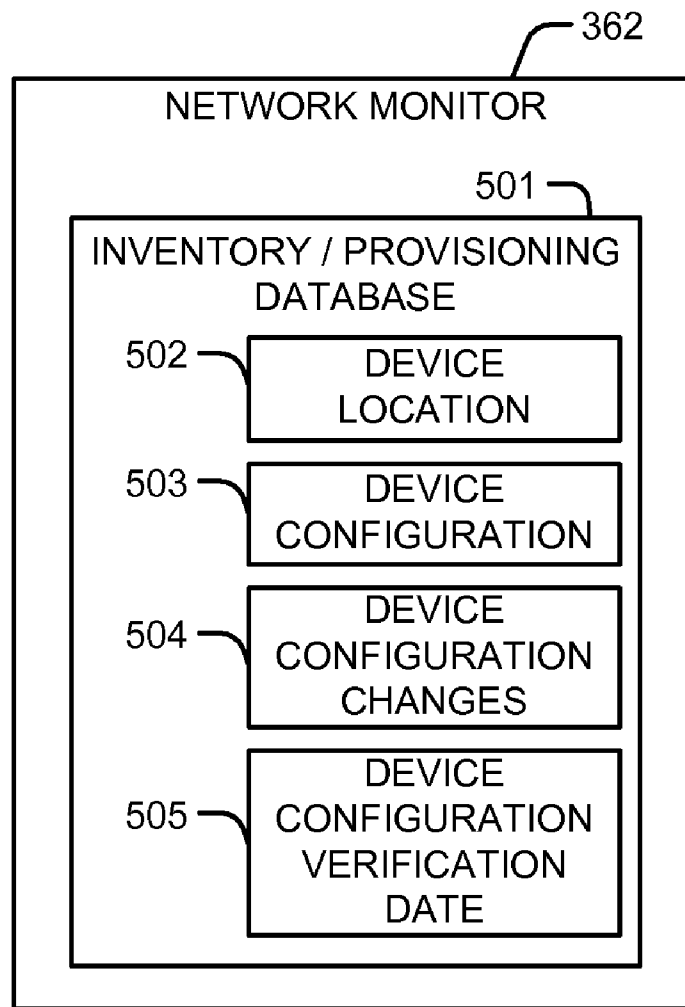 362
NETWORK MONITOR
501
INVENTORY / PROVISIONING
DATABASE
502
DEVICE
LOCATION
503
DEVICE
CONFIGURATION
504
DEVICE
CONFIGURATION
CHANGES
505
DEVICE
CONFIGURATION
VERIFICATION
DATE